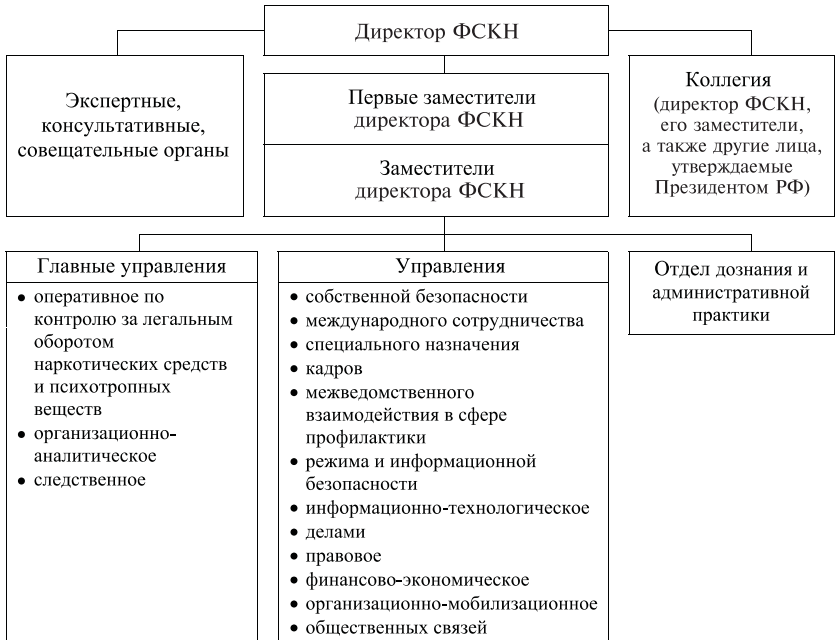 Директор ФСКН
Экспертные,
консультативные,
совещательные органы
Первые заместители
директора ФСКН
Заместители
директора ФСКН
Коллегия
(директор ФСКН,
его заместители,
а также другие лица,
утверждаемые
Президентом РФ)
Главные управления
• оперативное по
контролю за легальным
оборотом
наркотических средств
и психотропных
веществ
• организационно-
аналитическое
• следственное
Управления
• собственной безопасности
• международного сотрудничества
• специального назначения
• кадров
• межведомственного
взаимодействия в сфере
профилактики
• режима и информационной
безопасности
• информационно-технологическое
• делами
• правовое
• финансово-экономическое
• организационно-мобилизационное
• общественных связей
Отдел дознания и
административной
практики